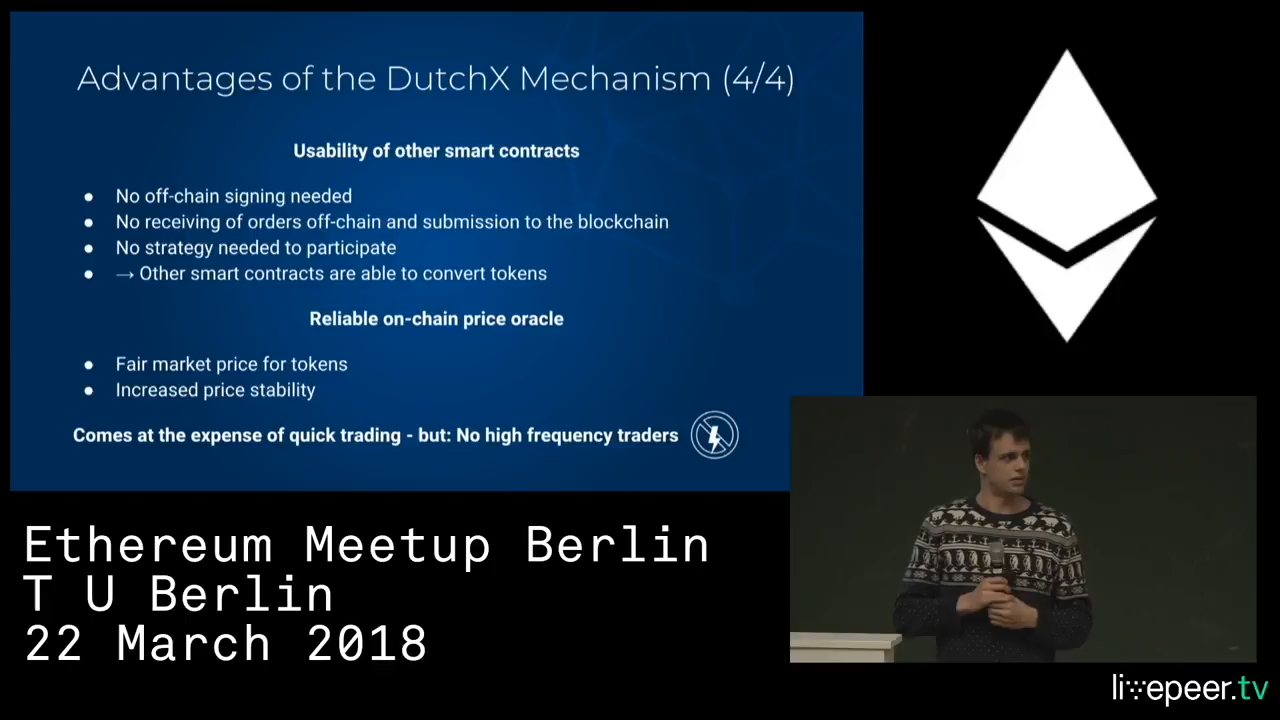 Advantages of the DutchX Mechanism (4/4)
Usability of other smart contracts
● No off-chain signing needed
● No receiving of orders off-chain and submission to the blockchain
● No strategy needed to participate
● → Other smart contracts are able to convert tokens
Reliable on-chain price oracle
● Fair market price for tokens
● Increased price stability
Comes at the expense of quick trading - but: No high frequency traders
Ethereum Meetup Berlin
T U Berlin
22 March 2018
livepeer.tv